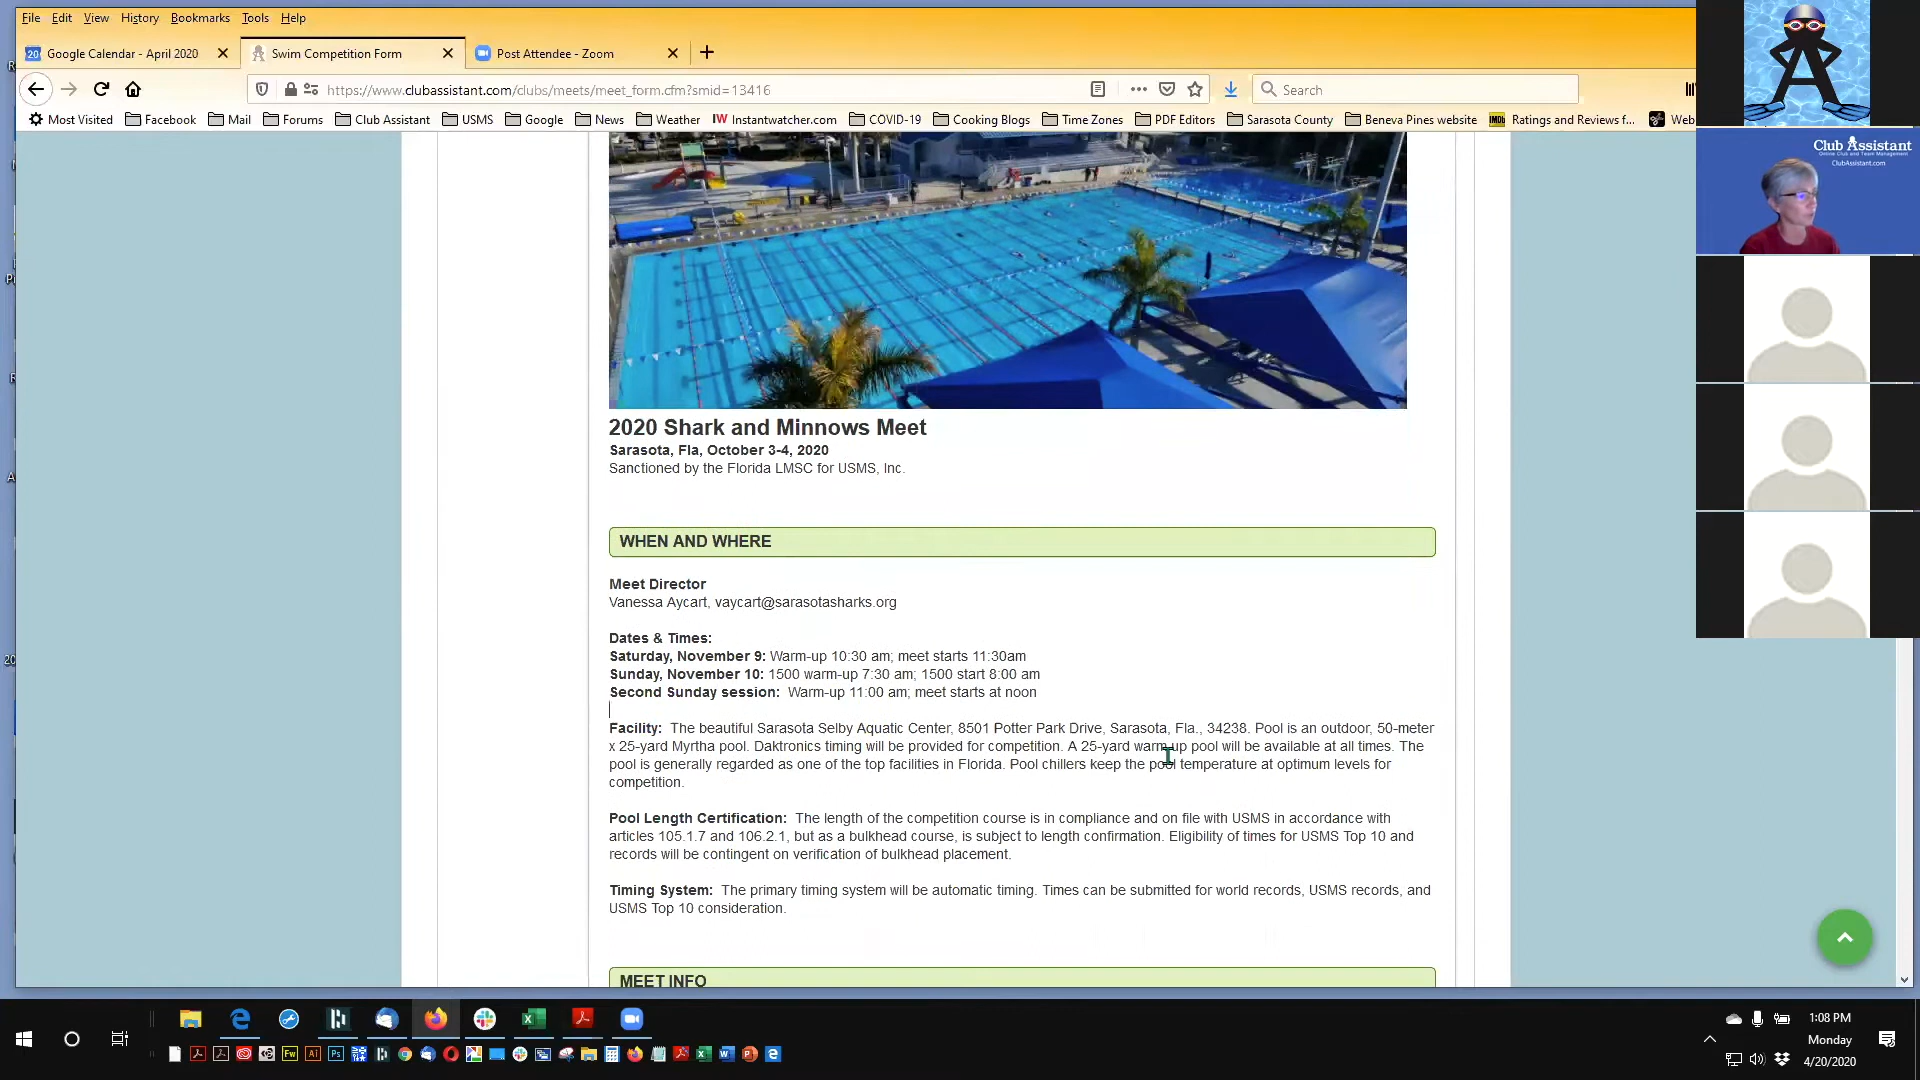 File Edit View History Bookmarks Tools Help
20 Google Calendar - April 2020
Swim Competition Form
Post Attendee - Zoom
https://www.clubassistant.com/clubs/meets/meet_form.cfm?smid=13416
Search
Most Visited Facebook Mail Forums Club Assistant USMS Google News Weather IW Instantwatcher.com COVID-19 Cooking Blogs Time Zones PDF Editors Sarasota County Beneva Pines website IMDb Ratings and Reviews f... Web
Club Assistant
Online Club and Team Management
ClubAssistant.com
2020 Shark and Minnows Meet
Sarasota, Fla, October 3-4, 2020
Sanctioned by the Florida LMSC for USMS, Inc.
WHEN AND WHERE
Meet Director
Vanessa Aycart, vaycart@sarasotasharks.org
Dates & Times:
Saturday, November 9: Warm-up 10:30 am; meet starts 11:30am
Sunday, November 10: 1500 warm-up 7:30 am; 1500 start 8:00 am
Second Sunday session: Warm-up 11:00 am; meet starts at noon
Facility: The beautiful Sarasota Selby Aquatic Center, 8501 Potter Park Drive, Sarasota, Fla., 34238. Pool is an outdoor, 50-meter
x 25-yard Myrtha pool. Daktronics timing will be provided for competition. A 25-yard warm-up pool will be available at all times. The
pool is generally regarded as one of the top facilities in Florida. Pool chillers keep the pool temperature at optimum levels for
competition.
Pool Length Certification: The length of the competition course is in compliance and on file with USMS in accordance with
articles 105.1.7 and 106.2.1, but as a bulkhead course, is subject to length confirmation. Eligibility of times for USMS Top 10 and
records will be contingent on verification of bulkhead placement.
Timing System: The primary timing system will be automatic timing. Times can be submitted for world records, USMS records, and
USMS Top 10 consideration.
MEET INFO
1:08 PM
Monday
4/20/2020